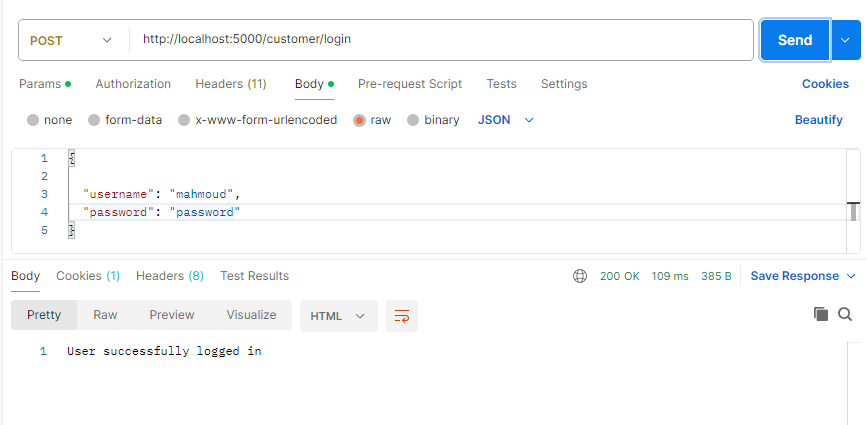 POST http://localhost:5000/customer/login Send
Params Authorization Headers (11) Body Pre-request Script Tests Settings Cookies
none form-data x-www-form-urlencoded raw binary JSON Beautify
1 {
2
3 "username": "mahmoud",
4 "password": "password"
5 }
Body Cookies (1) Headers (8) Test Results 200 OK 109 ms 385 B Save Response
Pretty Raw Preview Visualize HTML
1 User successfully logged in